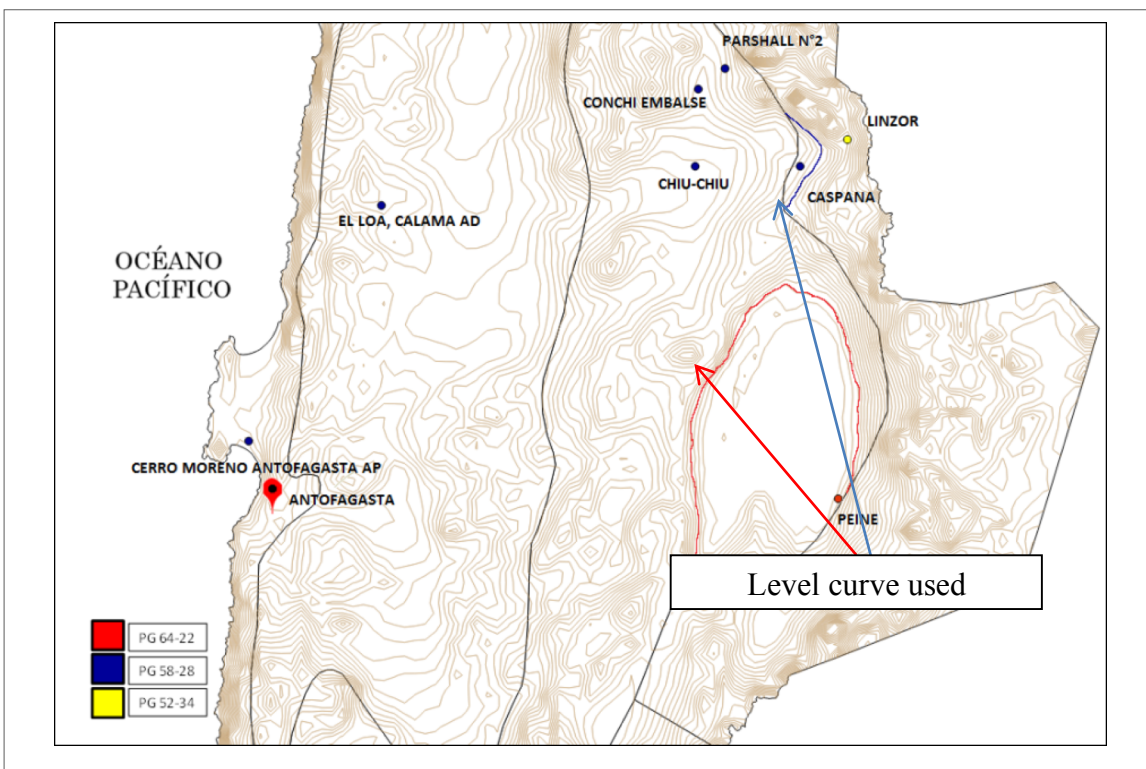 PARSHALL N°2
CONCHI EMBALSE
LINZOR
CHIU-CHIU
CASPANA
EL LOA, CALAMA AD
OCÉANO
PACÍFICO
CERRO MORENO ANTOFAGASTA AP
ANTOFAGASTA
PEINE
Level curve used
PG 64-22
PG 58-28
PG 52-34